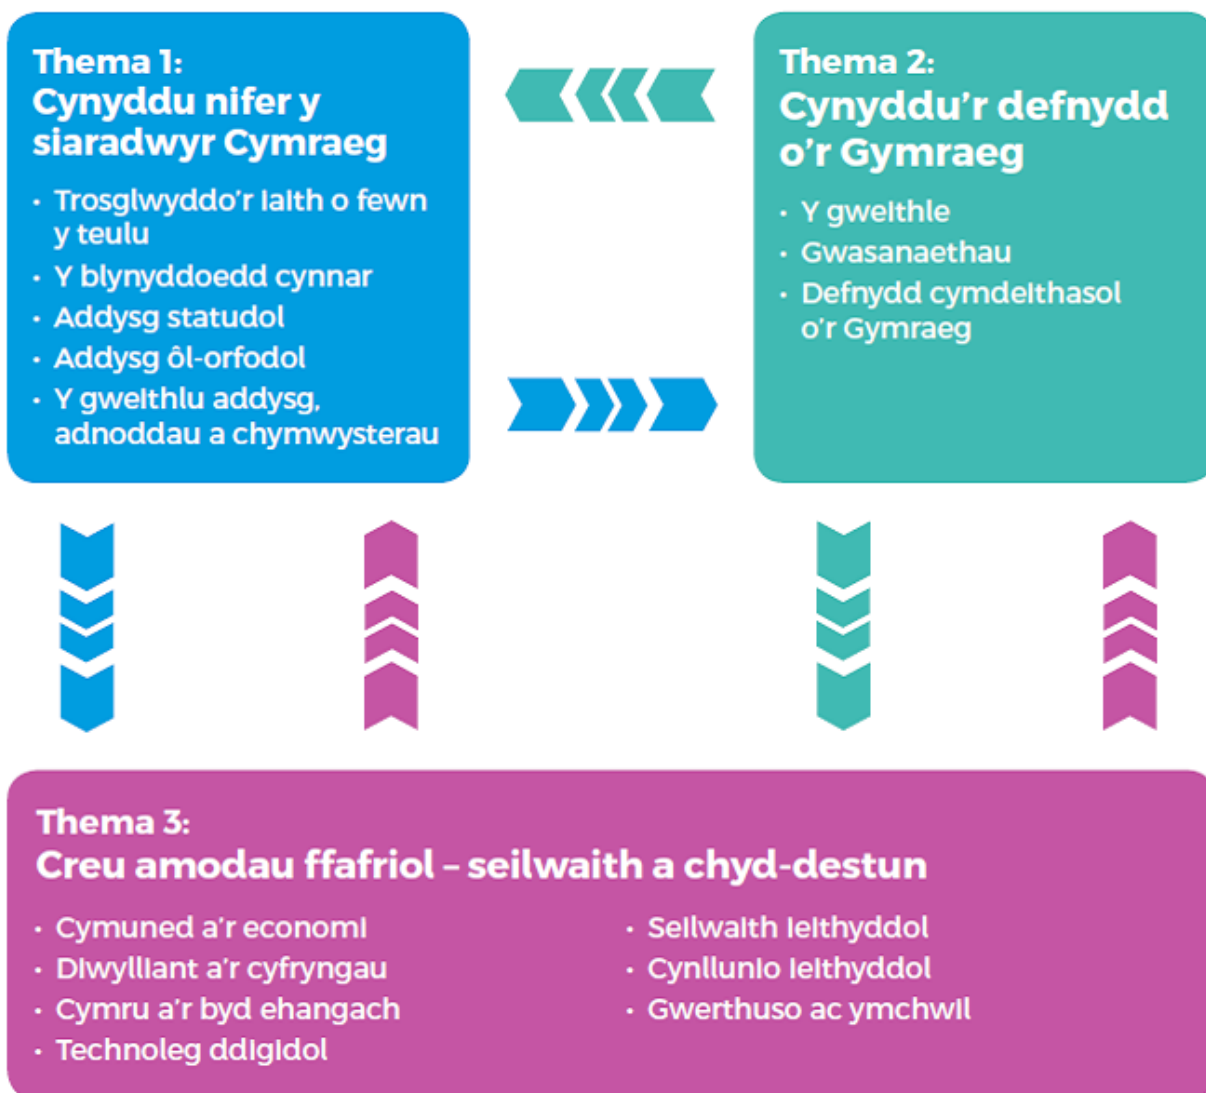 Thema 1:
Cynyddu nifer y
siaradwyr Cymraeg
• Trosglwyddo'r iaith o fewn
y teulu
• Y blynyddoedd cynnar
• Addysg statudol
• Addysg ôl-orfodol
• Y gweithlu addysg,
adnoddau a chymwysterau
Thema 2:
Cynyddu'r defnydd
o'r Gymraeg
• Y gweithle
• Gwasanaethau
• Defnydd cymdeithasol
o'r Gymraeg
Thema 3:
Creu amodau ffafriol – seilwaith a chyd-destun
• Cymuned a'r economi
• Diwylliant a'r cyfryngau
• Cymru a'r byd ehangach
• Technoleg ddigidol
• Seilwaith ieithyddol
• Cynllunio ieithyddol
• Gwerthuso ac ymchwil